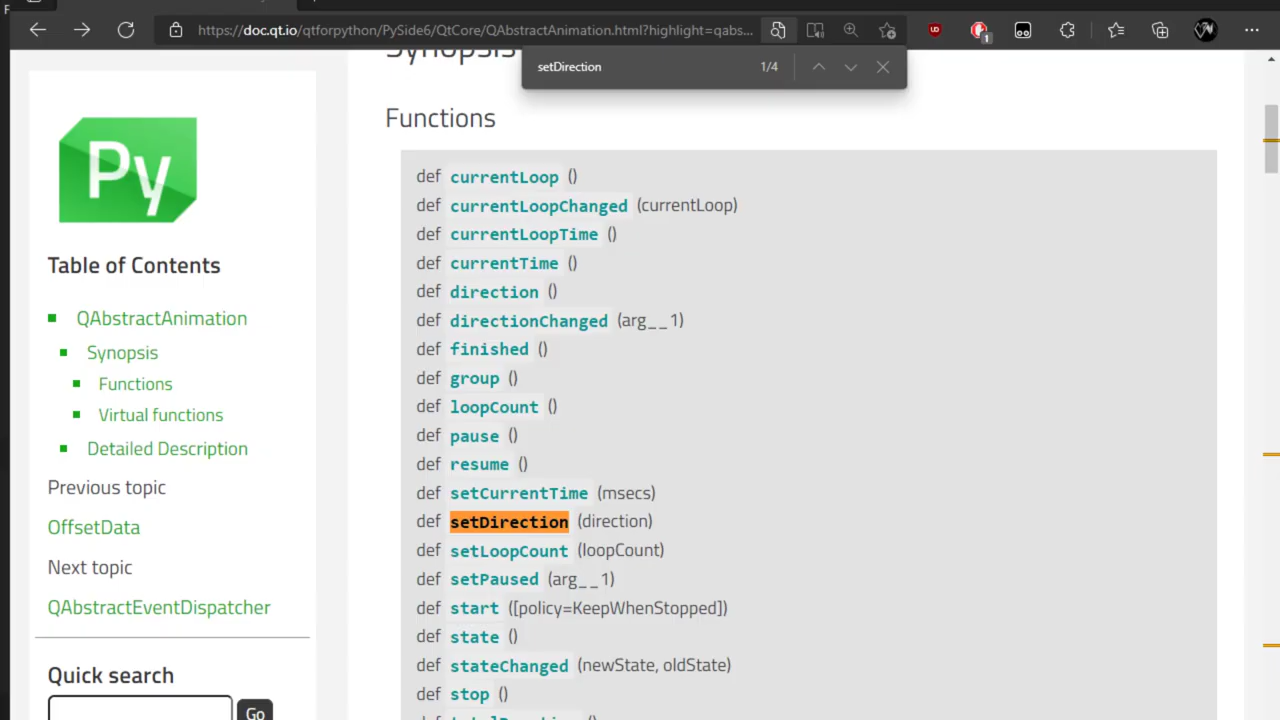 https://doc.qt.io/qtforpython/PySide6/QtCore/QAbstractAnimation.html?highlight=qabs...
UD
1
setDirection
1/4
Synopsis
Functions
Py
def currentLoop ()
def currentLoopChanged (currentLoop)
def currentLoopTime ()
def currentTime ()
def direction ()
def directionChanged (arg__1)
def finished ()
def group ()
def loopCount ()
def pause ()
def resume ()
def setCurrentTime (msecs)
def setDirection (direction)
def setLoopCount (loopCount)
def setPaused (arg__1)
def start ([policy=KeepWhenStopped])
def state ()
def stateChanged (newState, oldState)
def stop ()
Table of Contents
QAbstractAnimation
Synopsis
Functions
Virtual functions
Detailed Description
Previous topic
OffsetData
Next topic
QAbstractEventDispatcher
Quick search
Go